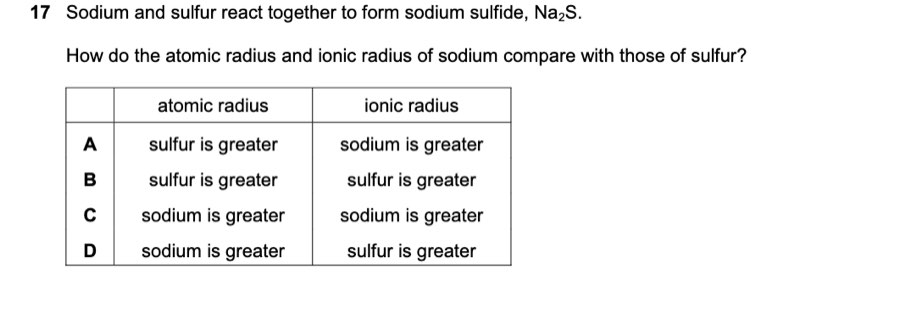 17 Sodium and sulfur react together to form sodium sulfide, Na₂S.
How do the atomic radius and ionic radius of sodium compare with those of sulfur?
atomic radius ionic radius
A sulfur is greater sodium is greater
B sulfur is greater sulfur is greater
C sodium is greater sodium is greater
D sodium is greater sulfur is greater